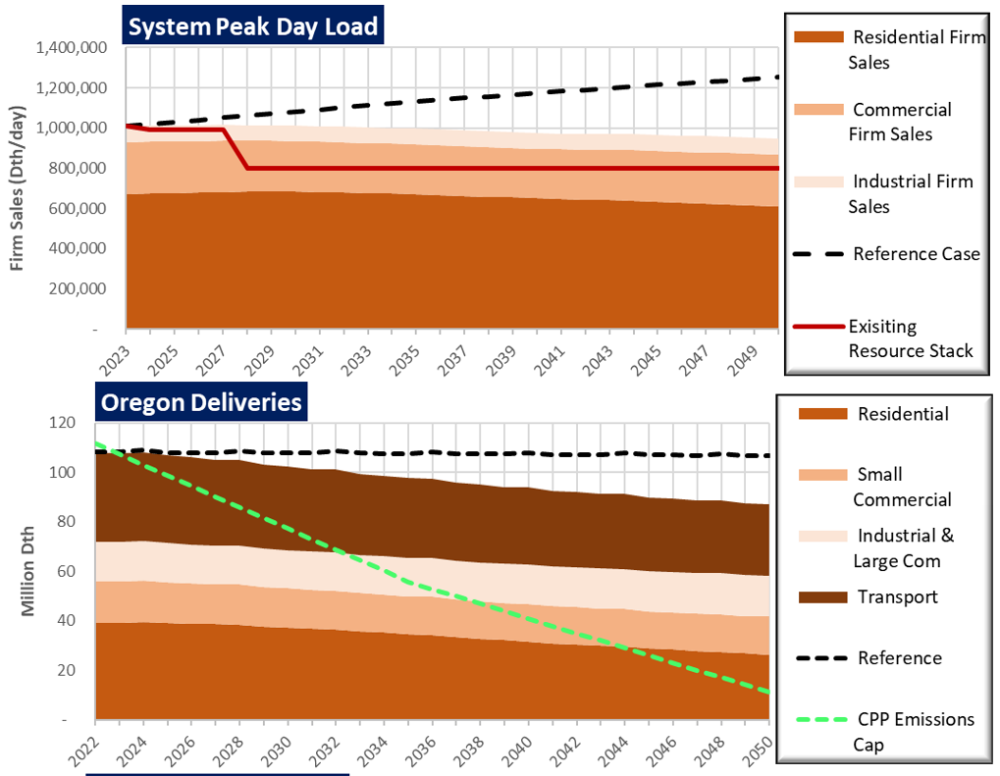 System Peak Day Load
Firm Sales (Dth/day)
1,400,000
1,200,000
1,000,000
800,000
600,000
400,000
200,000
-
2023
2025
2027
2029
2031
2033
2035
2037
2039
2041
2043
2045
2047
2049
Residential Firm
Sales
Commercial
Firm Sales
Industrial Firm
Sales
Reference Case
Exisiting
Resource Stack
Oregon Deliveries
Million Dth
120
100
80
60
40
20
-
2022
2024
2026
2028
2030
2032
2034
2036
2038
2040
2042
2044
2046
2048
2050
Residential
Small
Commercial
Industrial &
Large Com
Transport
Reference
CPP Emissions
Cap